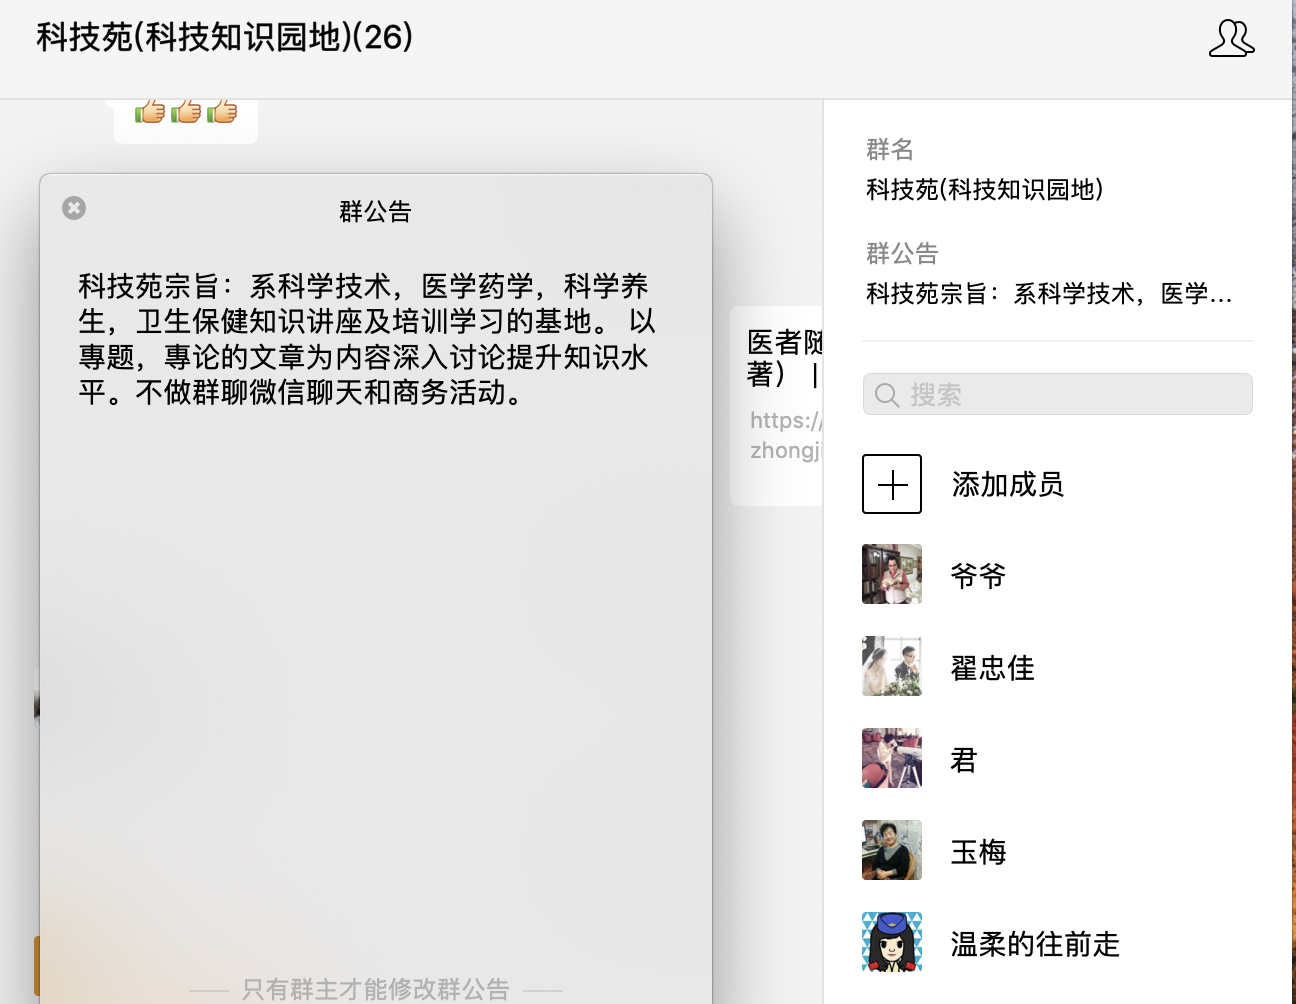 科技苑(科技知识园地)(26)
群公告
科技苑宗旨：系科学技术，医学药学，科学养
生，卫生保健知识讲座及培训学习的基地。 以
專题，專论的文章为内容深入讨论提升知识水
平。不做群聊微信聊天和商务活动。
只有群主才能修改群公告
医者随
著） |
https://
zhongji
群名
科技苑(科技知识园地)
群公告
科技苑宗旨：系科学技术，医学...
搜索
添加成员
爷爷
翟忠佳
君
玉梅
温柔的往前走